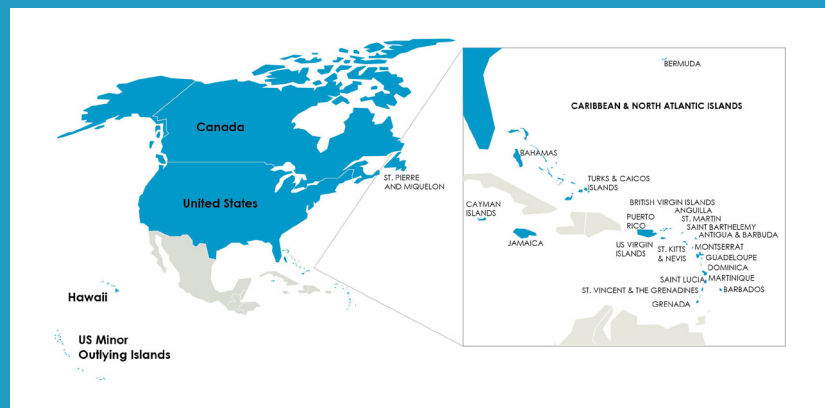 Canada
United States
ST. PIERRE
AND MIQUELON
Hawaii
US Minor
Outlying Islands
BERMUDA
CARIBBEAN & NORTH ATLANTIC ISLANDS
BAHAMAS
TURKS & CAICOS
ISLANDS
CAYMAN
ISLANDS
JAMAICA
BRITISH VIRGIN ISLANDS
ANGUILLA
PUERTO
RICO
ST. MARTIN
SAINT BARTHELEMY
ANTIGUA & BARBUDA
US VIRGIN
ISLANDS
ST. KITTS
& NEVIS
MONTSERRAT
GUADELOUPE
DOMINICA
SAINT LUCIA
MARTINIQUE
ST. VINCENT & THE GRENADINES
BARBADOS
GRENADA